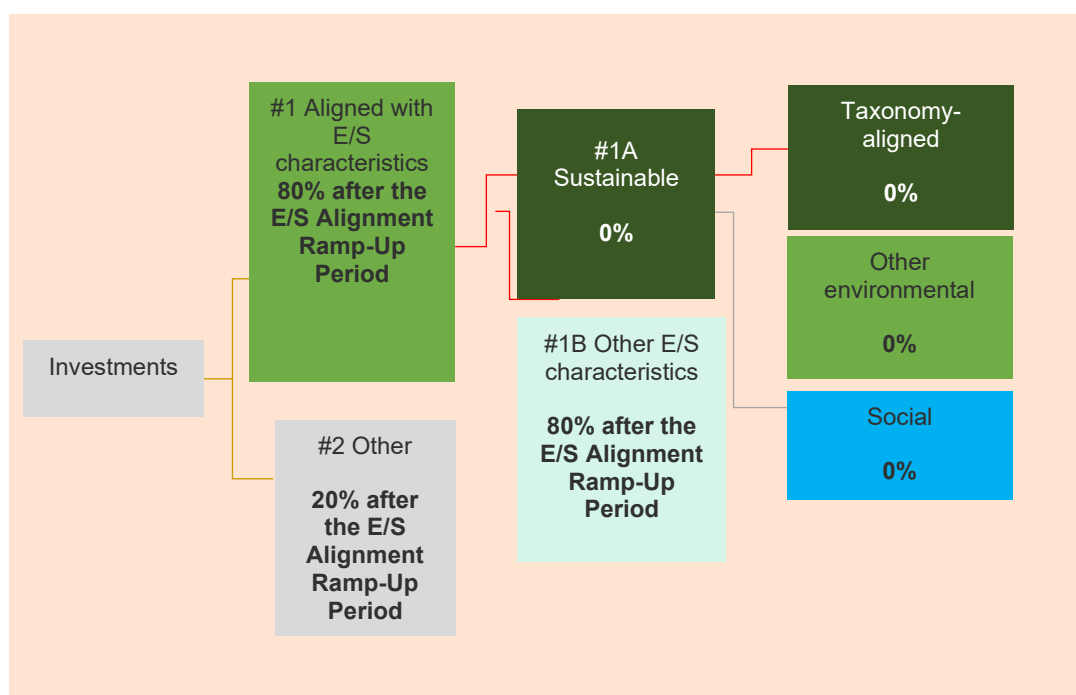 Investments
#1 Aligned with
E/S
characteristics
80% after the
E/S Alignment
Ramp-Up
Period
#2 Other
20% after
the E/S
Alignment
Ramp-Up
Period
#1A
Sustainable
0%
#1B Other E/S
characteristics
80% after the
E/S Alignment
Ramp-Up
Period
Taxonomy-
aligned
0%
Other
environmental
0%
Social
0%